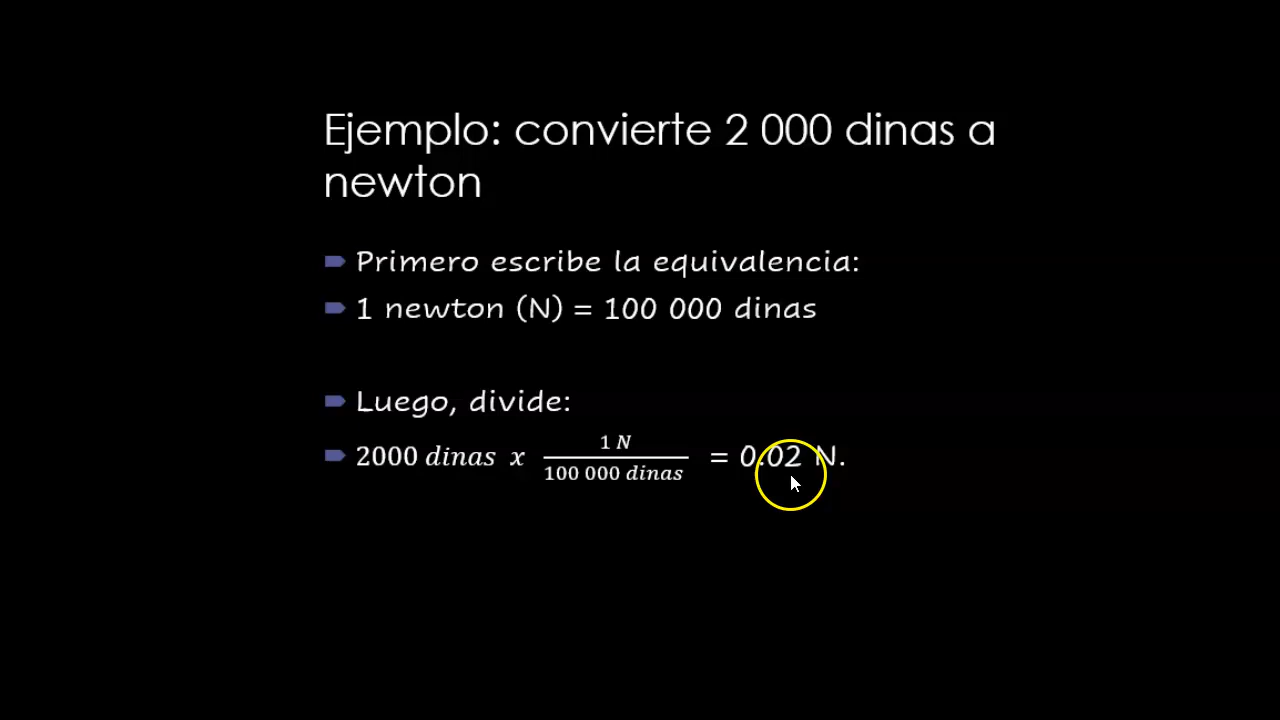 Ejemplo: convierte 2 000 dinas a
newton
Primero escribe la equivalencia:
1 newton (N) = 100 000 dinas
Luego, divide:
2000 dinas x 1 N / 100 000 dinas = 0.02 N.